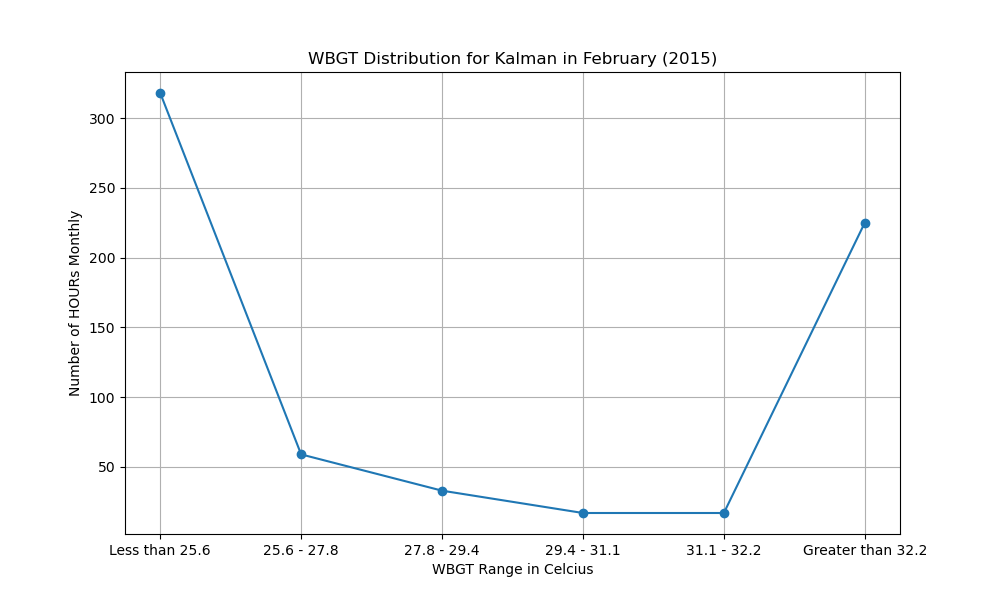 WBGT Distribution for Kalman in February (2015)
Number of HOURs Monthly
300
250
200
150
100
50
Less than 25.6
25.6 - 27.8
27.8 - 29.4
29.4 - 31.1
31.1 - 32.2
Greater than 32.2
WBGT Range in Celcius